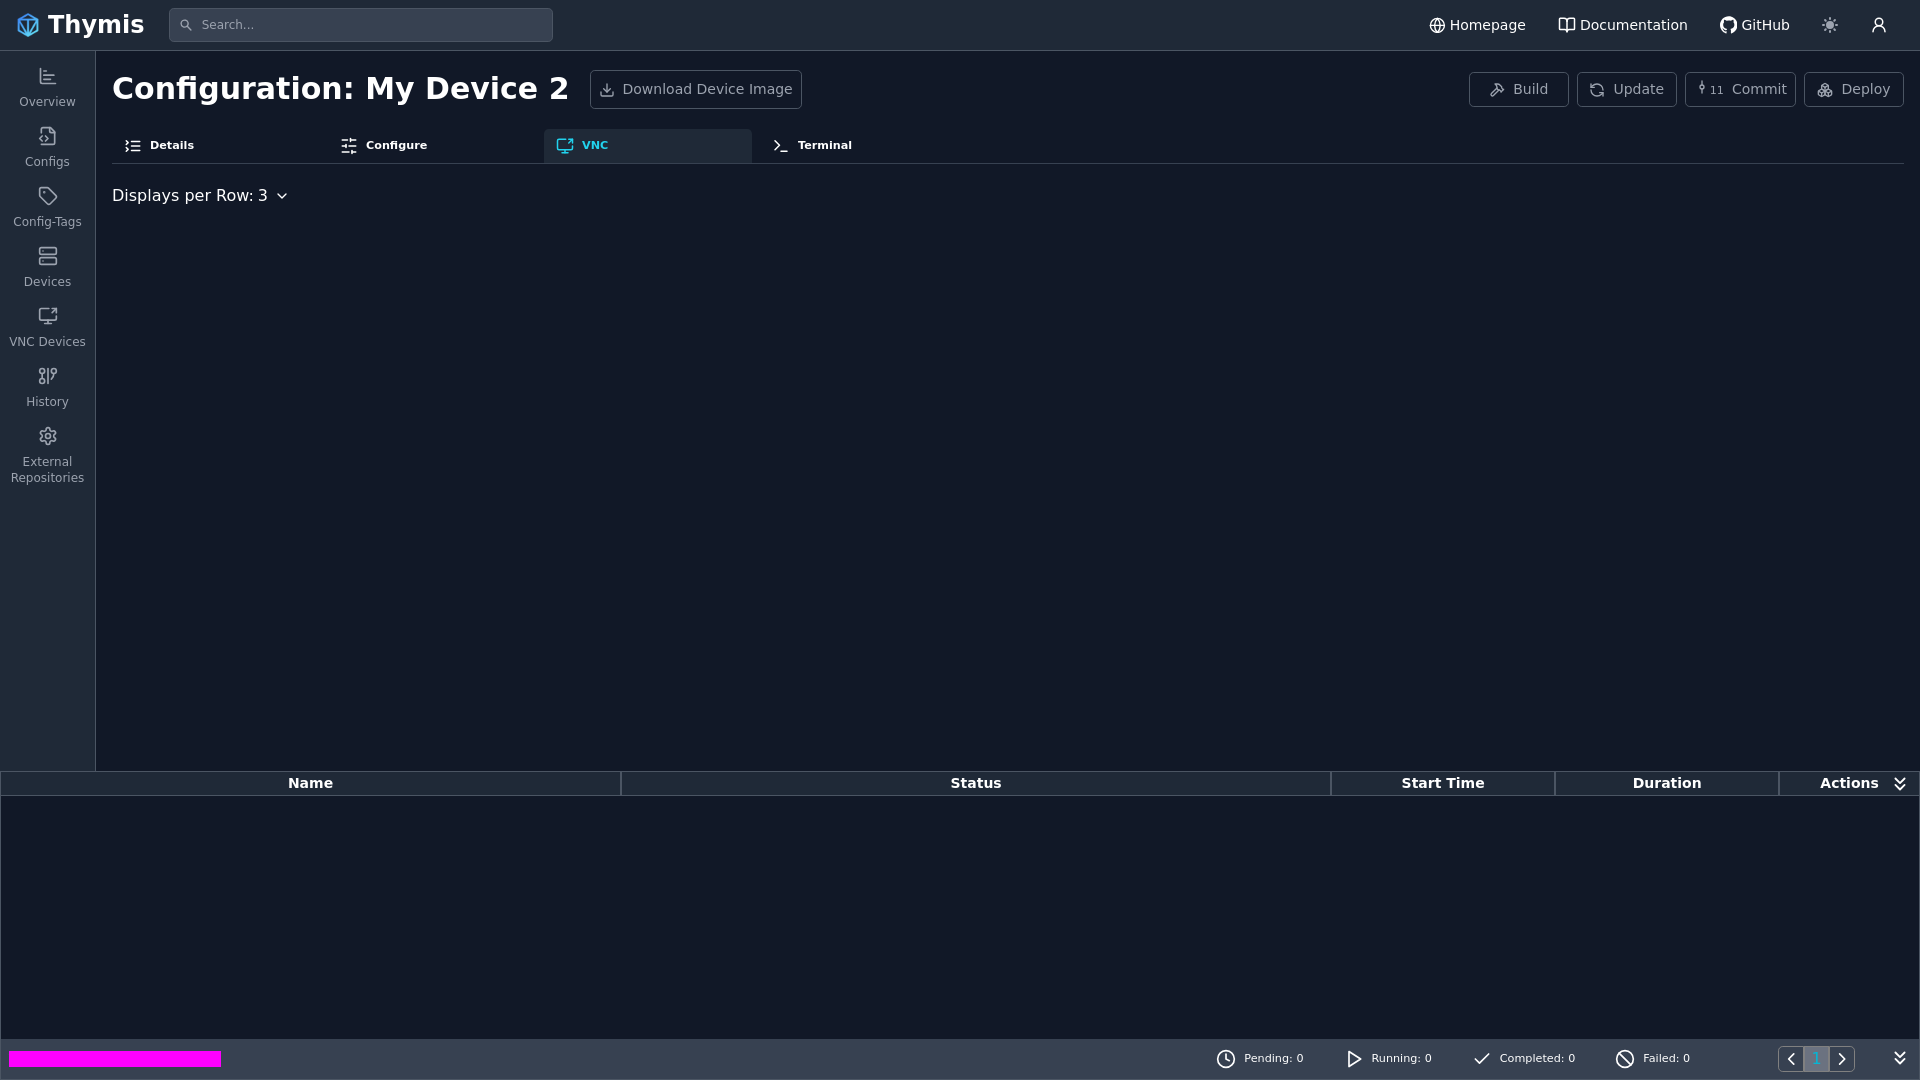 Thymis
Search...
Homepage
Documentation
GitHub
Overview
Configs
Config-Tags
Devices
VNC Devices
History
External
Repositories
Configuration: My Device 2
Download Device Image
Build
Update
11 Commit
Deploy
Details
Configure
VNC
Terminal
Displays per Row: 3
Name
Status
Start Time
Duration
Actions
Pending: 0
Running: 0
Completed: 0
Failed: 0
1